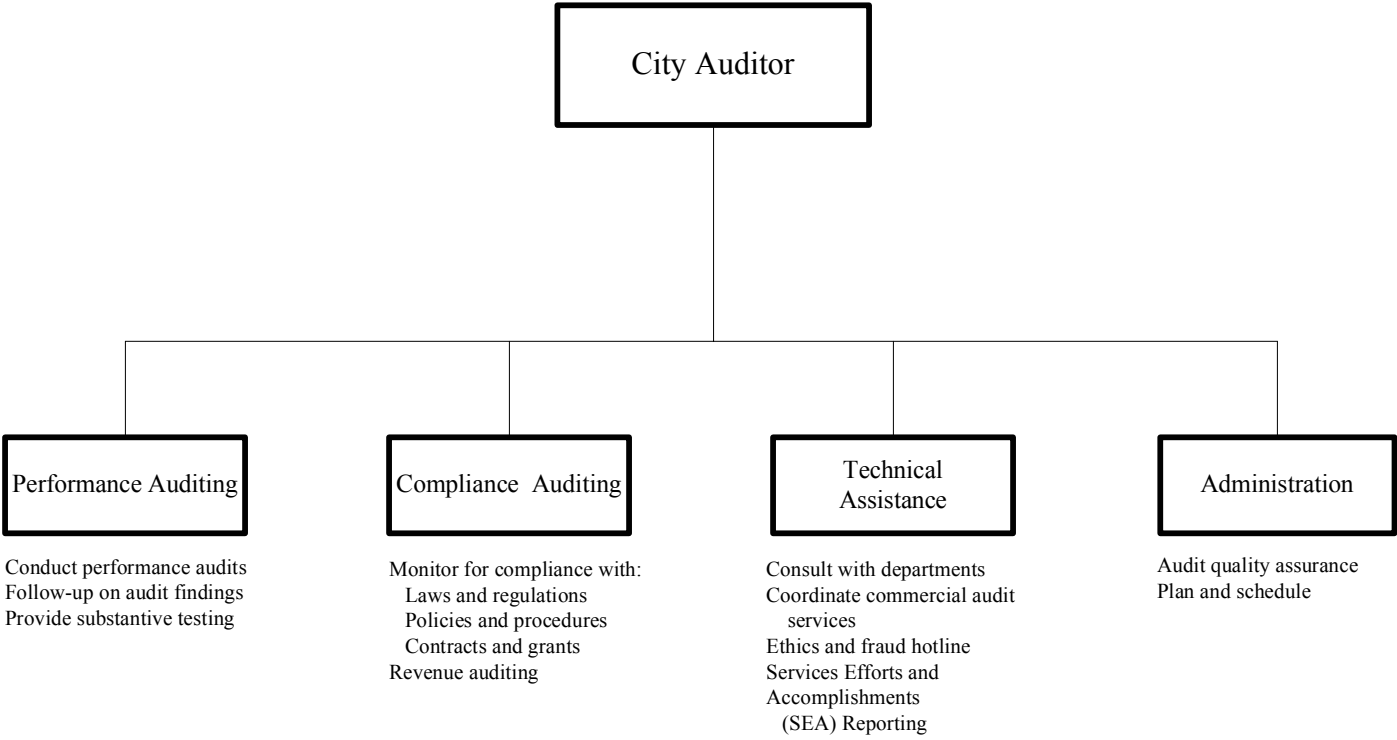 City Auditor
Performance Auditing
Compliance Auditing
Technical
Assistance
Administration
Conduct performance audits
Follow-up on audit findings
Provide substantive testing
Monitor for compliance with:
Laws and regulations
Policies and procedures
Contracts and grants
Revenue auditing
Consult with departments
Coordinate commercial audit
services
Ethics and fraud hotline
Services Efforts and
Accomplishments
(SEA) Reporting
Audit quality assurance
Plan and schedule